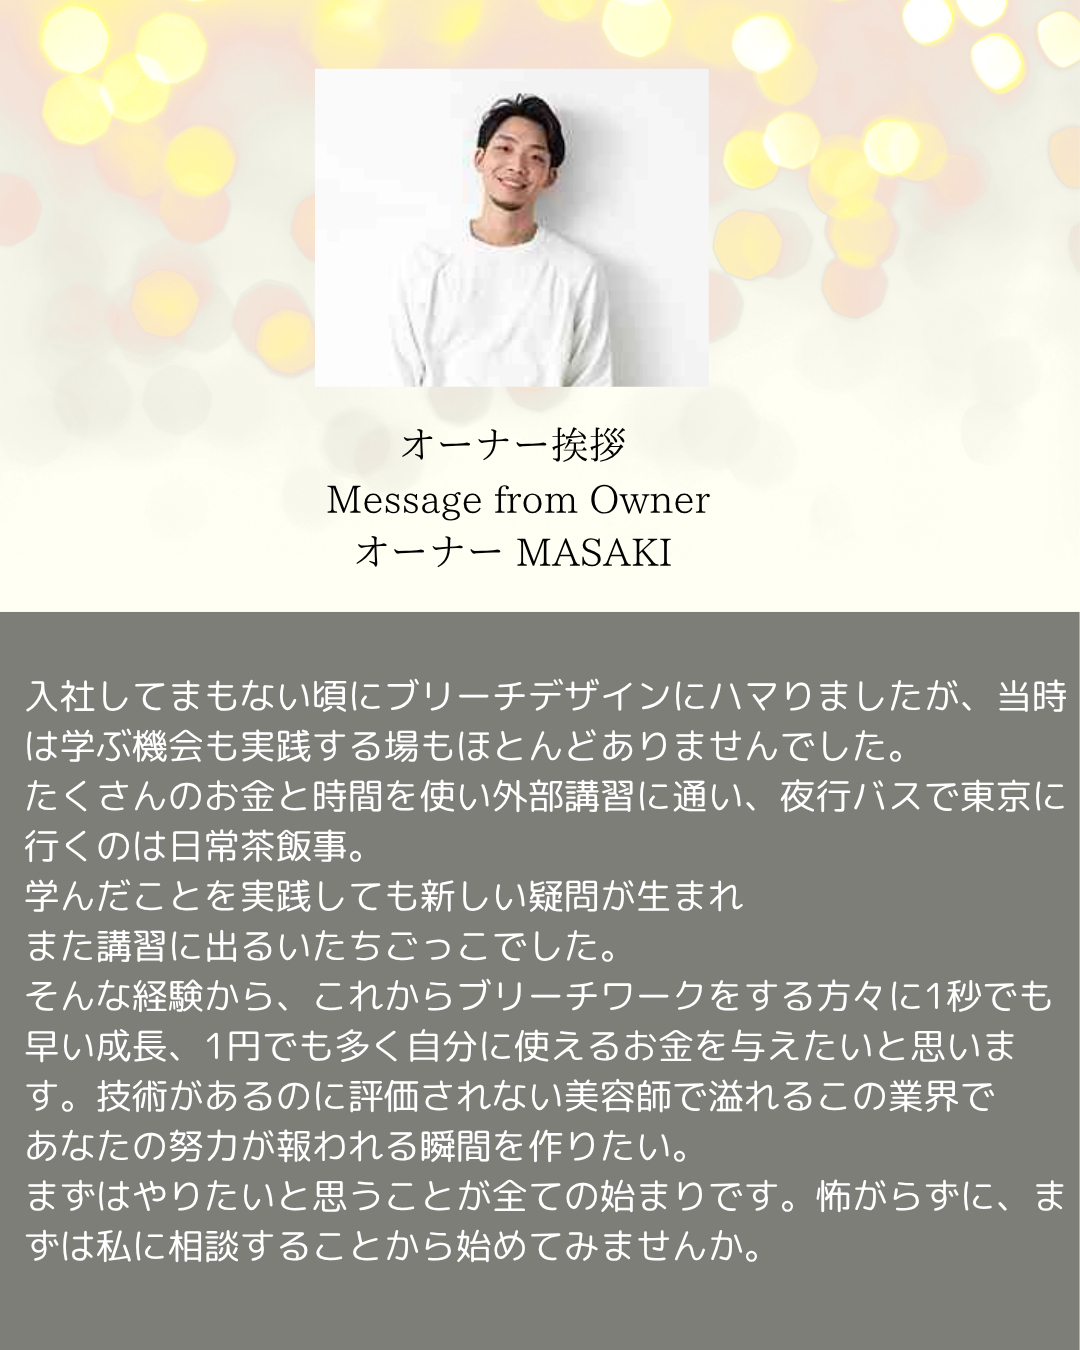 オーナー挨拶
Message from Owner
オーナー MASAKI
入社してまもない頃にブリーチデザインにハマりましたが、当時
は学ぶ機会も実践する場もほとんどありませんでした。
たくさんのお金と時間を使い外部講習に通い、夜行バスで東京に
行くのは日常茶飯事。
学んだことを実践しても新しい疑問が生まれ
また講習に出るいたちごっこでした。
そんな経験から、これからブリーチワークをする方々に1秒でも
早い成長、1円でも多く自分に使えるお金を与えたいと思いま
す。技術があるのに評価されない美容師で溢れるこの業界で
あなたの努力が報われる瞬間を作りたい。
まずはやりたいと思うことが全ての始まりです。怖がらずに、ま
ずは私に相談することから始めてみませんか。